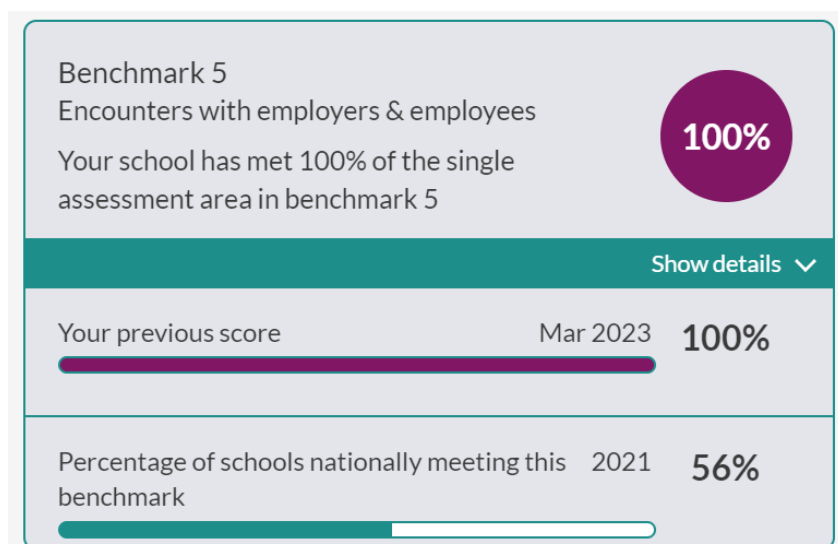 Benchmark 5
Encounters with employers & employees
100%
Your school has met 100% of the single
assessment area in benchmark 5
Show details
Your previous score Mar 2023 100%
Percentage of schools nationally meeting this 2021 56%
benchmark